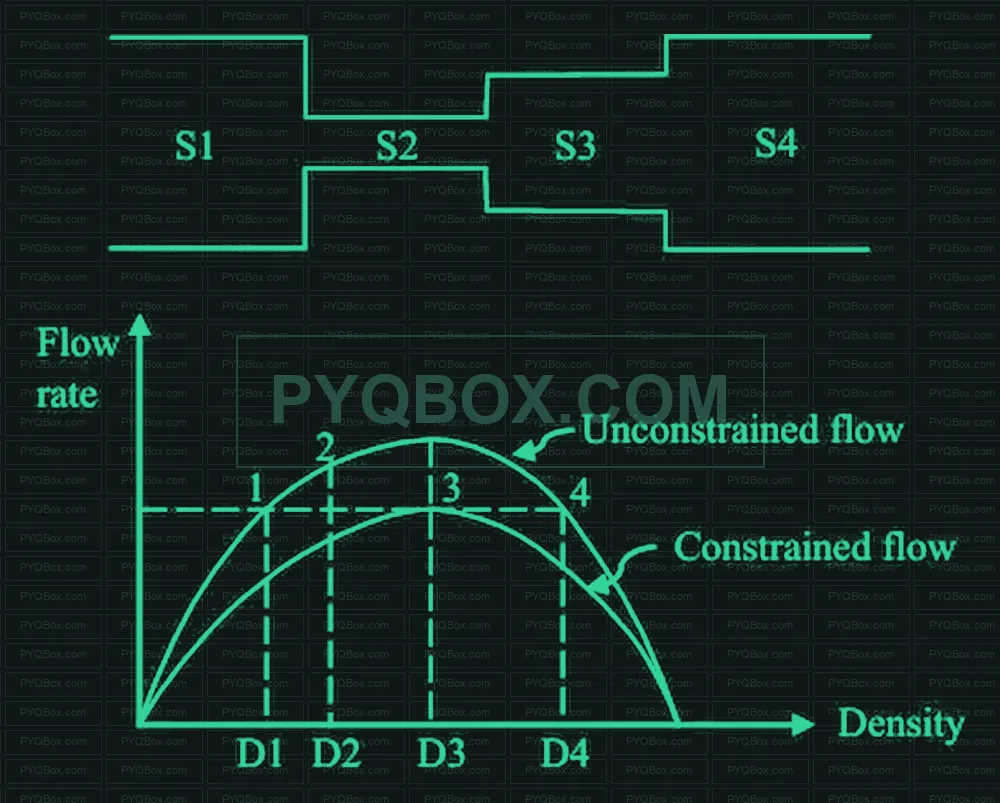 S1 S2 S3 S4
Flow
rate
PYQBOX.COM
Unconstrained flow
2
1 3 4
Constrained flow
Density
D1 D2 D3 D4